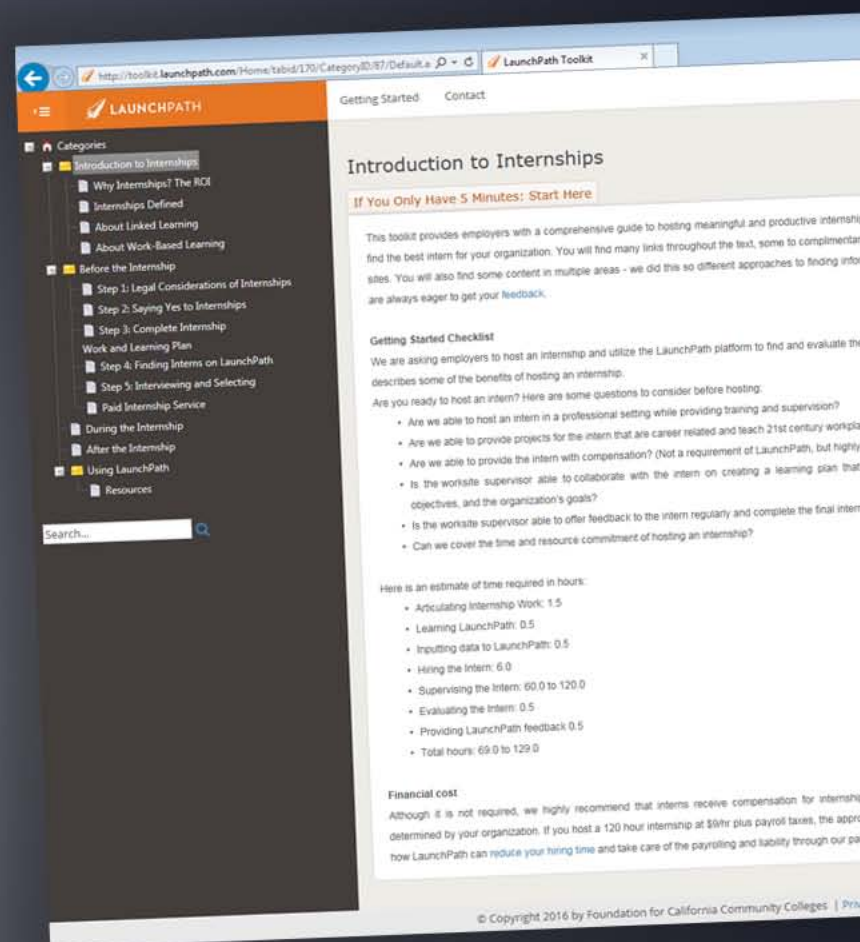 http://toolkit.launchpath.com/Home/tabid/170/CategoryID/87/Default.a
LaunchPath Toolkit
LAUNCHPATH
Getting Started Contact
Categories
Introduction to Internships
Why Internships? The ROI
Internships Defined
About Linked Learning
About Work-Based Learning
Before the Internship
Step 1: Legal Considerations of Internships
Step 2: Saying Yes to Internships
Step 3: Complete Internship
Work and Learning Plan
Step 4: Finding Interns on LaunchPath
Step 5: Interviewing and Selecting
Paid Internship Service
During the Internship
After the Internship
Using LaunchPath
Resources
Search...
Introduction to Internships
If You Only Have 5 Minutes: Start Here
This toolkit provides employers with a comprehensive guide to hosting meaningful and productive internship
find the best intern for your organization. You will find many links throughout the text, some to complimentar
sites. You will also find some content in multiple areas - we did this so different approaches to finding infor
are always eager to get your feedback.
Getting Started Checklist
We are asking employers to host an internship and utilize the LaunchPath platform to find and evaluate the
describes some of the benefits of hosting an internship.
Are you ready to host an intern? Here are some questions to consider before hosting:
• Are we able to host an intern in a professional setting while providing training and supervision?
• Are we able to provide projects for the intern that are career related and teach 21st century workpla
• Are we able to provide the intern with compensation? (Not a requirement of LaunchPath, but highly
• Is the worksite supervisor able to collaborate with the intern on creating a learning plan that
objectives, and the organization's goals?
• Is the worksite supervisor able to offer feedback to the intern regularly and complete the final intern
• Can we cover the time and resource commitment of hosting an internship?
Here is an estimate of time required in hours:
• Articulating Internship Work: 1.5
• Learning LaunchPath: 0.5
• Inputting data to LaunchPath: 0.5
• Hiring the Intern: 6.0
• Supervising the Intern: 60.0 to 120.0
• Evaluating the Intern: 0.5
• Providing LaunchPath feedback 0.5
• Total hours: 69.0 to 129.0
Financial cost
Although it is not required, we highly recommend that interns receive compensation for internship
determined by your organization. If you host a 120 hour internship at $9/hr plus payroll taxes, the appro
how LaunchPath can reduce your hiring time and take care of the payrolling and liability through our pa
© Copyright 2016 by Foundation for California Community Colleges | Priv